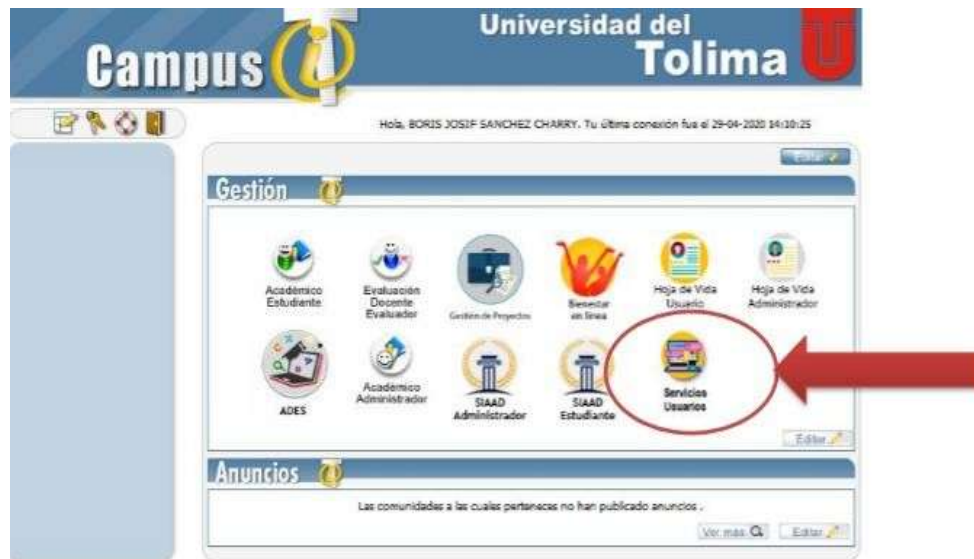 Campus
Universidad del
Tolima
Hola, BORIS JOSIF SANCHEZ CHARRY. Tu última conexión fue el 29-04-2020 14:10:25
Editar
Gestión
Académico
Estudiante
Evaluación
Docente
Evaluador
Gestión de Proyectos
Bienestar
en línea
Hoja de Vida
Usuario
Hoja de Vida
Administrador
ADES
Académico
Administrador
SIAAD
Administrador
SIAAD
Estudiante
Servicios
Usuarios
Editar
Anuncios
Las comunidades a las cuales perteneces no han publicado anuncios .
Ver más
Editar